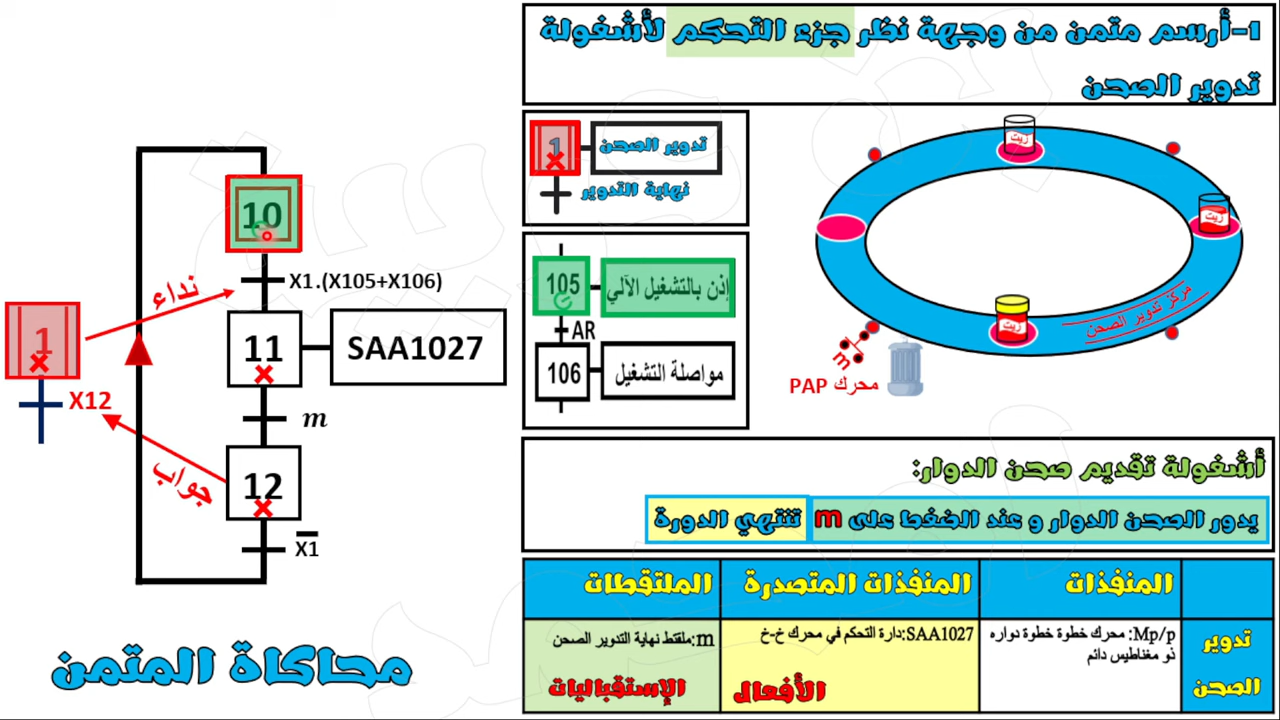 1-أرسم متمن من وجهة نظر جزء التحكم لأشغولة
تدوير الصحن
1
تدوير الصحن
نهاية التدوير
105
إذن بالتشغيل الآلي
AR
106
مواصلة التشغيل
زيت
زيت
زيت
مركز تدوير الصحن
m
محرك PAP
10
X1.(X105+X106)
نداء
1
11
SAA1027
X12
m
جواب
12
X1̅
محاكاة المتمن
أشغولة تقديم صحن الدوار:
يدور الصحن الدوار و عند الضغط على m تنتهي الدورة
المنفذات
المنفذات المتصدرة
الملتقطات
تدوير
الصحن
Mp/p: محرك خطوة خطوة دواره
ذو مغناطيس دائم
SAA1027:دارة التحكم في محرك خ-خ
الأفعال
m:ملتقط نهاية التدوير الصحن
الإستقباليات